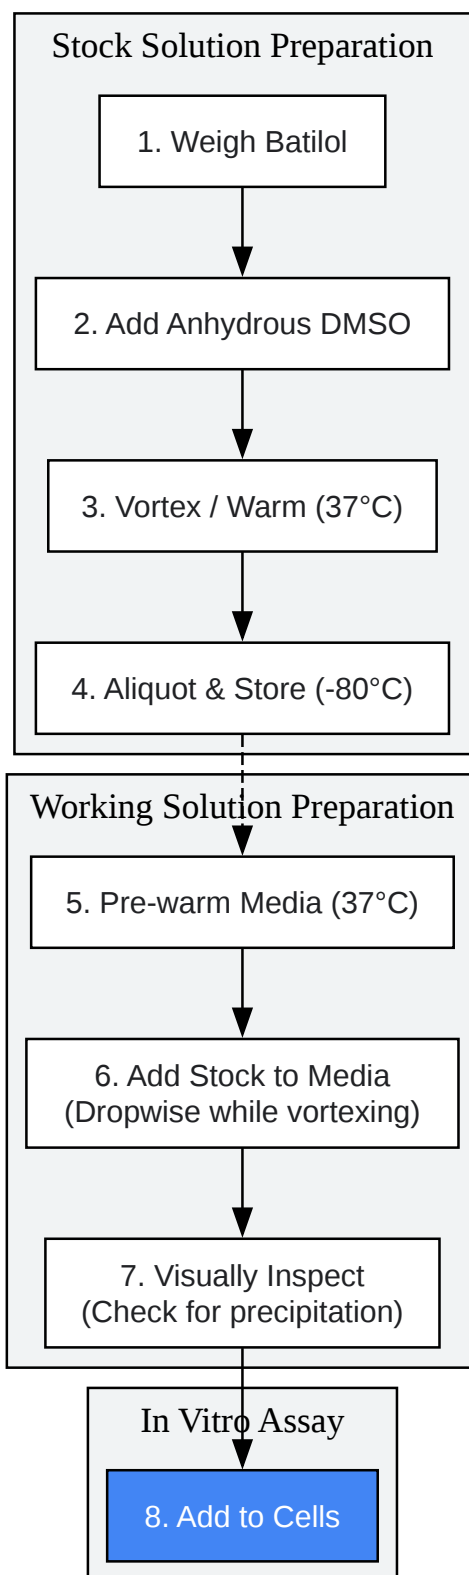 Stock Solution Preparation
1. Weigh Batilol
2. Add Anhydrous DMSO
3. Vortex / Warm (37°C)
4. Aliquot & Store (-80°C)
Working Solution Preparation
5. Pre-warm Media (37°C)
6. Add Stock to Media
(Dropwise while vortexing)
7. Visually Inspect
(Check for precipitation)
In Vitro Assay
8. Add to Cells